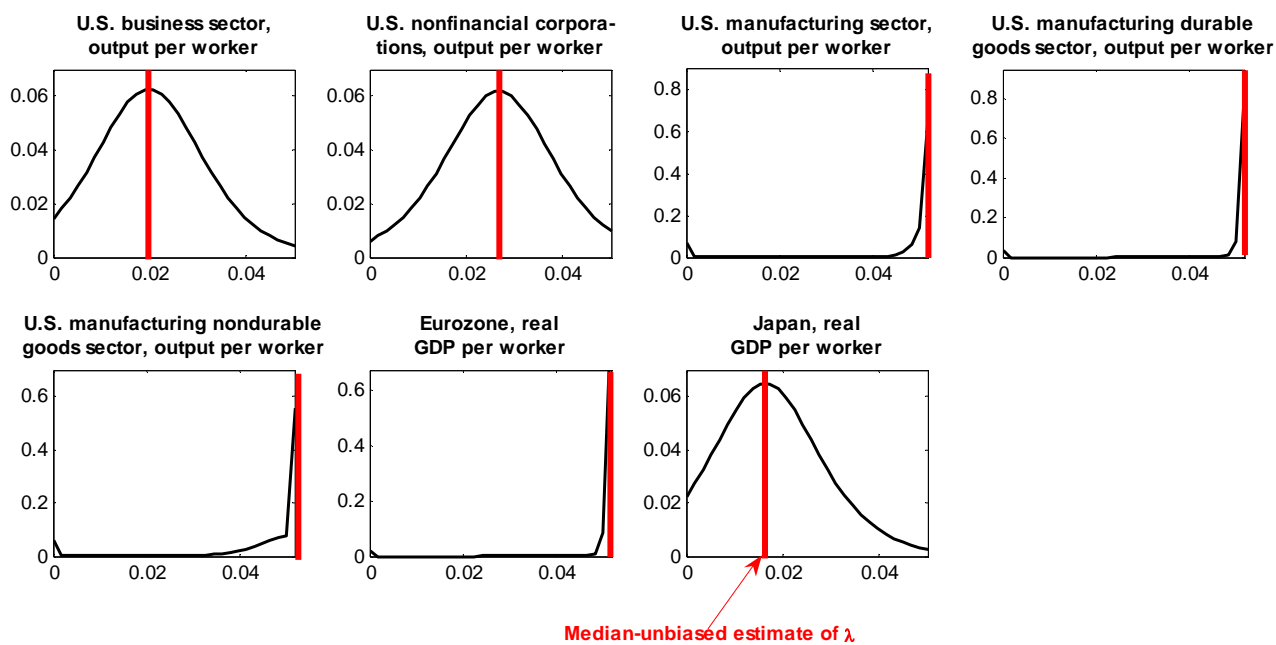 U.S. business sector,
output per worker
U.S. nonfinancial corpora-
tions, output per worker
U.S. manufacturing sector,
output per worker
U.S. manufacturing durable
goods sector, output per worker
0.06
0.04
0.02
0
0 0.02 0.04
0.06
0.04
0.02
0
0 0.02 0.04
0.8
0.6
0.4
0.2
0
0 0.02 0.04
0.8
0.6
0.4
0.2
0
0 0.02 0.04
U.S. manufacturing nondurable
goods sector, output per worker
Eurozone, real
GDP per worker
Japan, real
GDP per worker
0.6
0.4
0.2
0
0 0.02 0.04
0.6
0.4
0.2
0
0 0.02 0.04
0.06
0.04
0.02
0
0 0.02 0.04
Median-unbiased estimate of λ